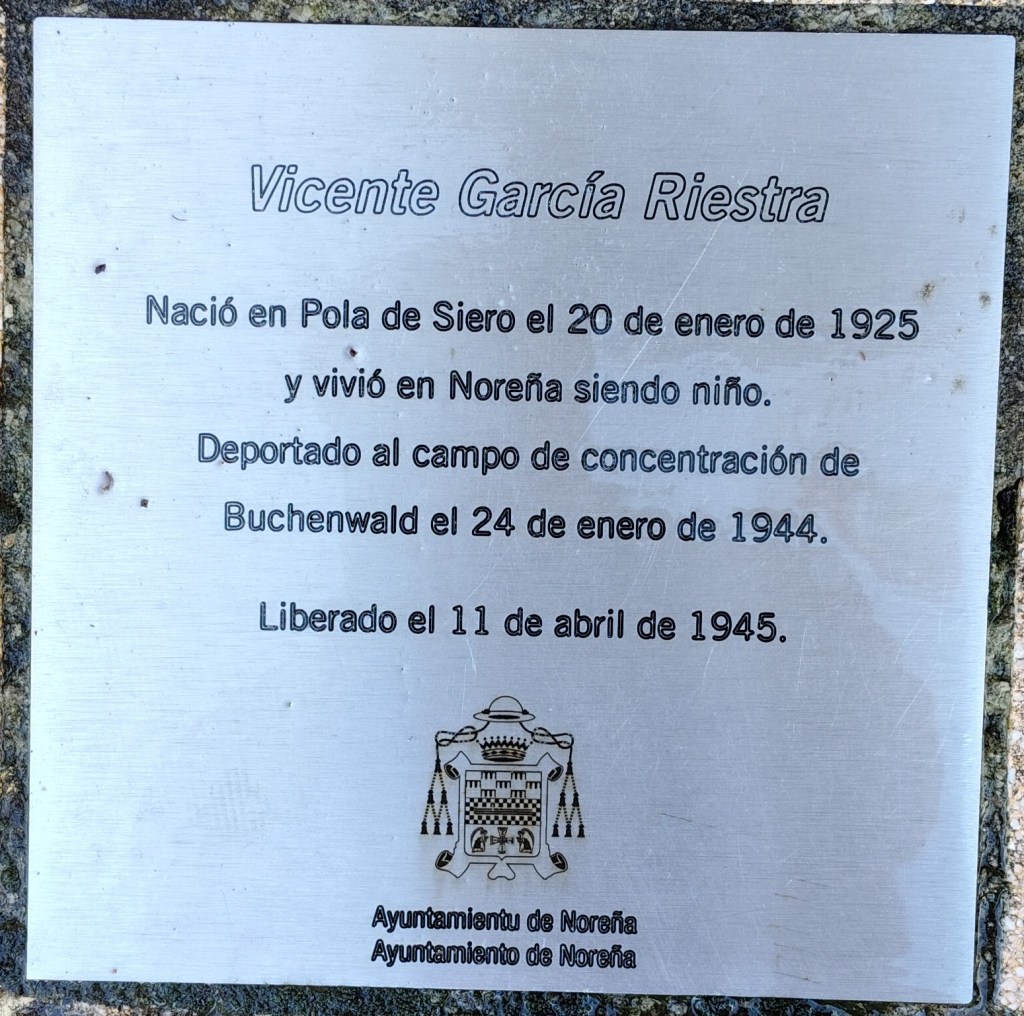 Vicente García Riestra
Nació en Pola de Siero el 20 de enero de 1925
y vivió en Noreña siendo niño.
Deportado al campo de concentración de
Buchenwald el 24 de enero de 1944.
Liberado el 11 de abril de 1945.
Ayuntamientu de Noreña
Ayuntamiento de Noreña